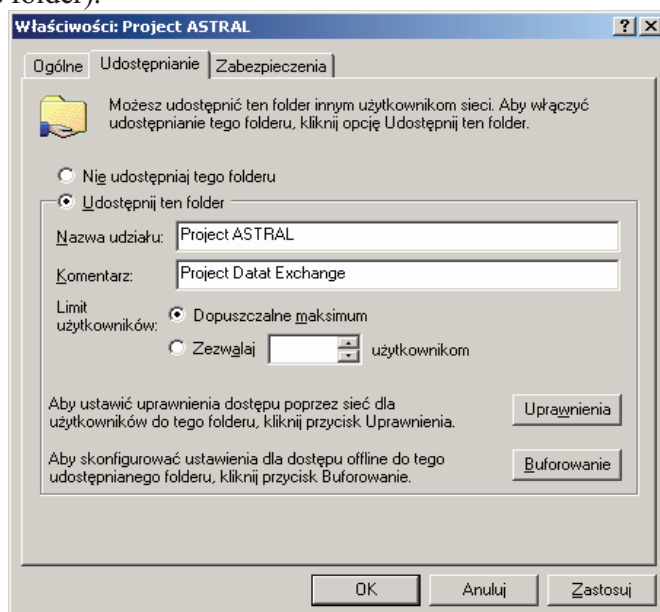 folder).
Właściwości: Project ASTRAL
Ogólne Udostępnianie Zabezpieczenia
Możesz udostępnić ten folder innym użytkownikom sieci. Aby włączyć
udostępnianie tego folderu, kliknij opcję Udostępnij ten folder.
Nie udostępniaj tego folderu
Udostępnij ten folder
Nazwa udziału: Project ASTRAL
Komentarz: Project Datat Exchange
Limit
użytkowników:
Dopuszczalne maksimum
Zezwalaj użytkownikom
Aby ustawić uprawnienia dostępu poprzez sieć dla
użytkowników do tego folderu, kliknij przycisk Uprawnienia.
Uprawnienia
Aby skonfigurować ustawienia dla dostępu offline do tego
udostępnianego folderu, kliknij przycisk Buforowanie.
Buforowanie
OK Anuluj Zastosuj